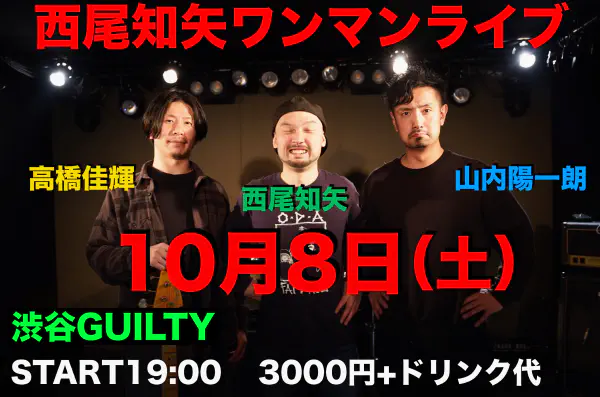 西尾知矢ワンマンライブ
高橋佳輝
西尾知矢
山内陽一朗
O.D.A
10月8日(土)
渋谷GUILTY
START19:00 3000円+ドリンク代